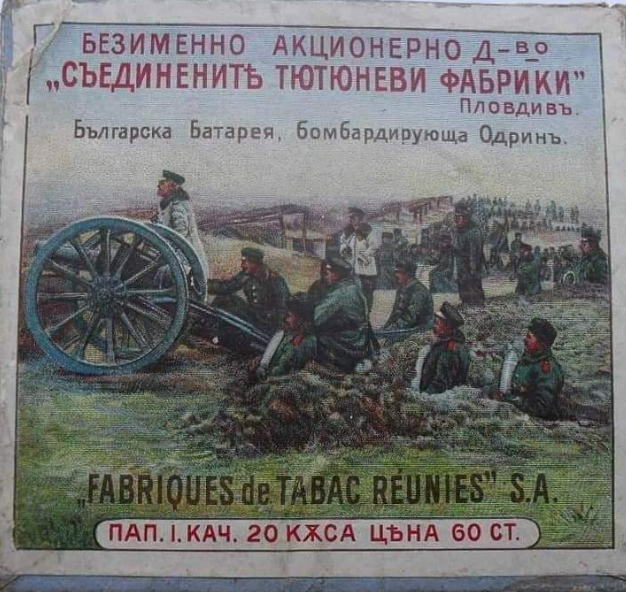 БЕЗИМЕННО АКЦИОНЕРНО Д-ВО
„СЪЕДИНЕНИТѢ ТЮТЮНЕВИ ФАБРИКИ"
ПЛОВДИВЪ.
Българска Батарея, бомбардирующа Одринъ.
„FABRIQUES de TABAC RÉUNIES" S.A.
ПАП. I. КАЧ. 20 КѪСА ЦѢНА 60 СТ.